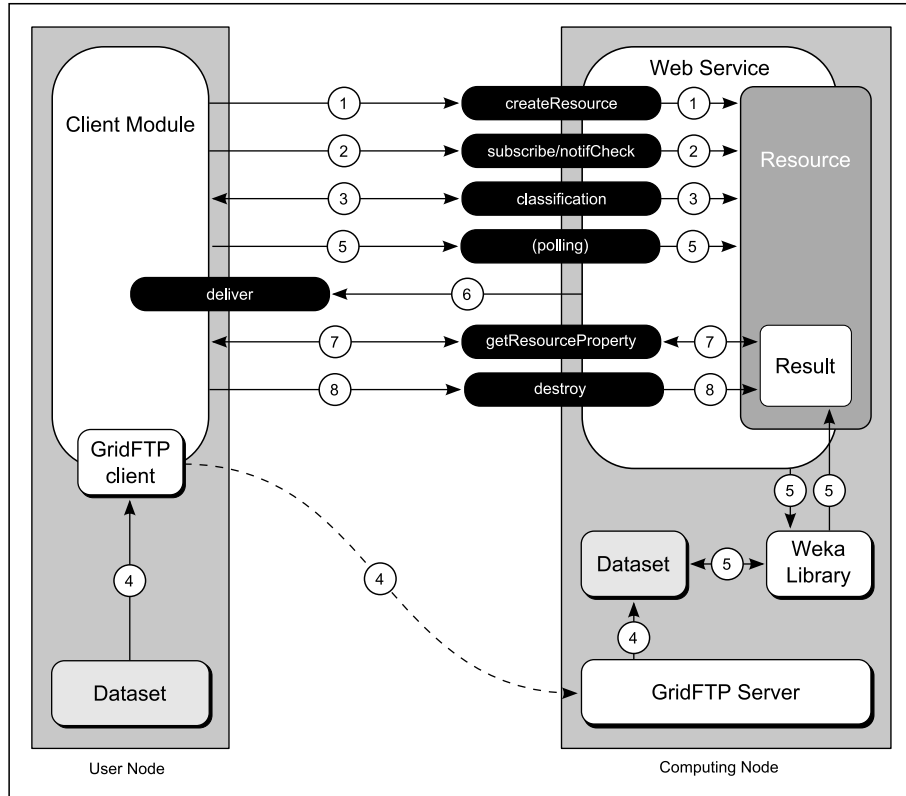 Web Service
Client Module
1
createResource
1
2
subscribe/notifCheck
2
Resource
3
classification
3
5
(polling)
5
deliver
6
7
getResourceProperty
7
Result
8
destroy
8
GridFTP
client
5
5
4
4
Dataset
5
Weka
Library
4
Dataset
GridFTP Server
User Node
Computing Node